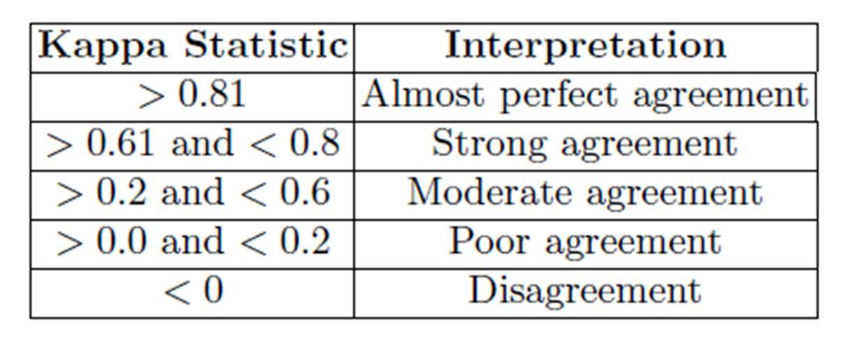 Kappa Statistic Interpretation
> 0.81 Almost perfect agreement
> 0.61 and < 0.8 Strong agreement
> 0.2 and < 0.6 Moderate agreement
> 0.0 and < 0.2 Poor agreement
< 0 Disagreement